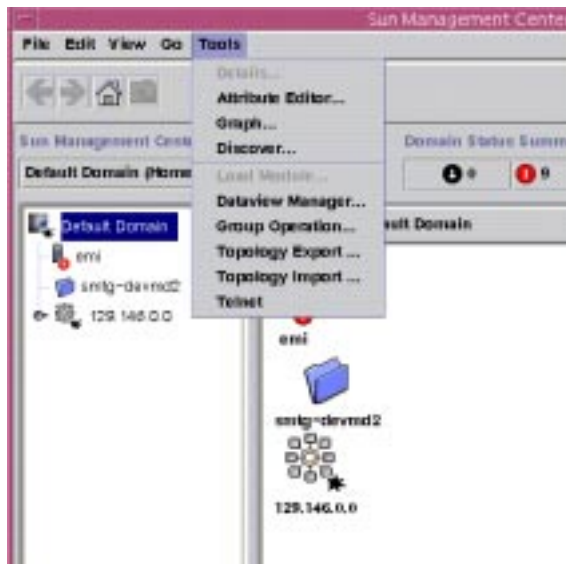 Sun Management Cente
File Edit View Go Tools
Details...
Attribute Editor...
Graph...
Discover...
Load Module...
Dataview Manager...
Group Operation...
Topology Export ...
Topology Import ...
Telnet
Sun Management Cent
Domain Status Summ
Default Domain (Home
0 9
Default Domain
emi
smtg-devmd2
129.146.0.0
ault Domain
emi
smtg-devmd2
129.146.0.0